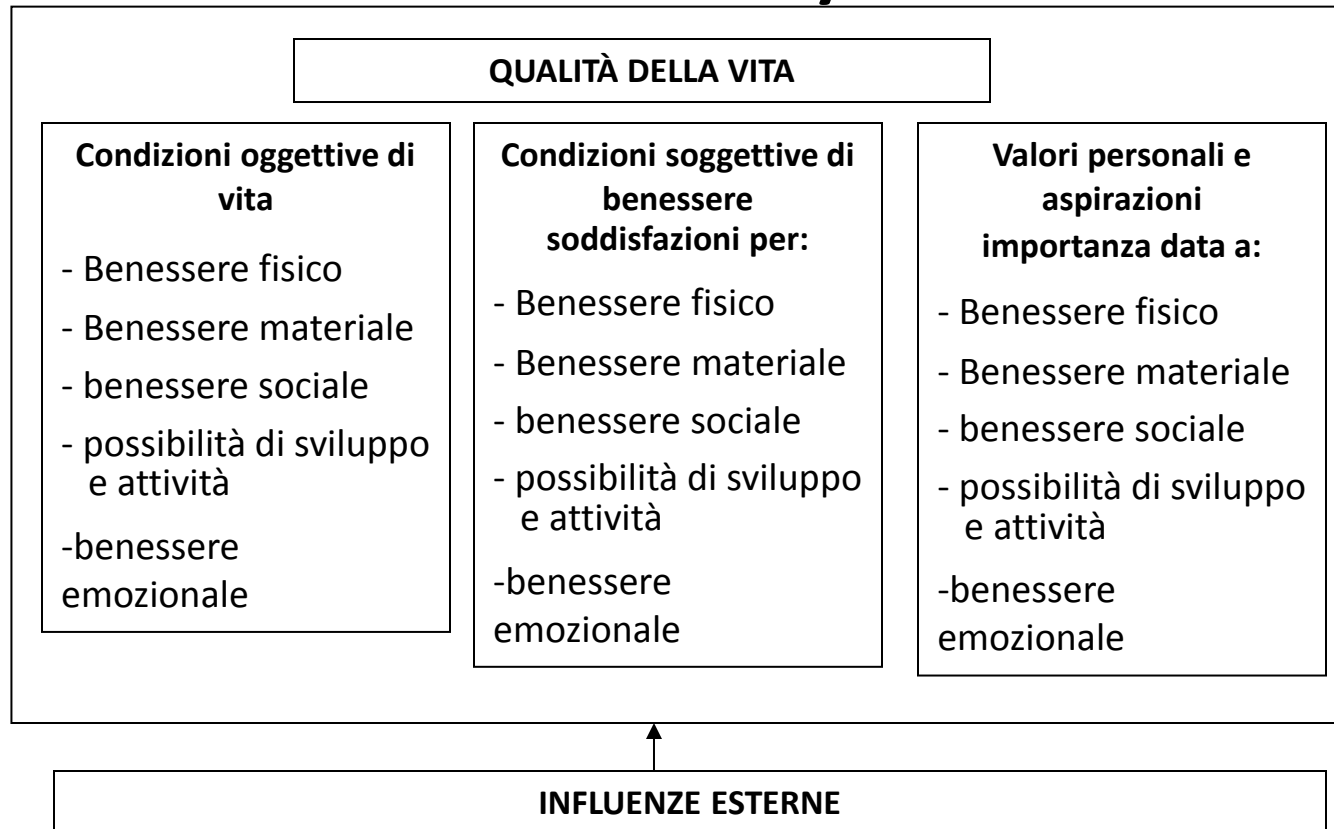 QUALITÀ DELLA VITA
Condizioni oggettive di
vita
- Benessere fisico
- Benessere materiale
- benessere sociale
- possibilità di sviluppo
e attività
-benessere
emozionale
Condizioni soggettive di
benessere
soddisfazioni per:
- Benessere fisico
- Benessere materiale
- benessere sociale
- possibilità di sviluppo
e attività
-benessere
emozionale
Valori personali e
aspirazioni
importanza data a:
- Benessere fisico
- Benessere materiale
- benessere sociale
- possibilità di sviluppo
e attività
-benessere
emozionale
INFLUENZE ESTERNE